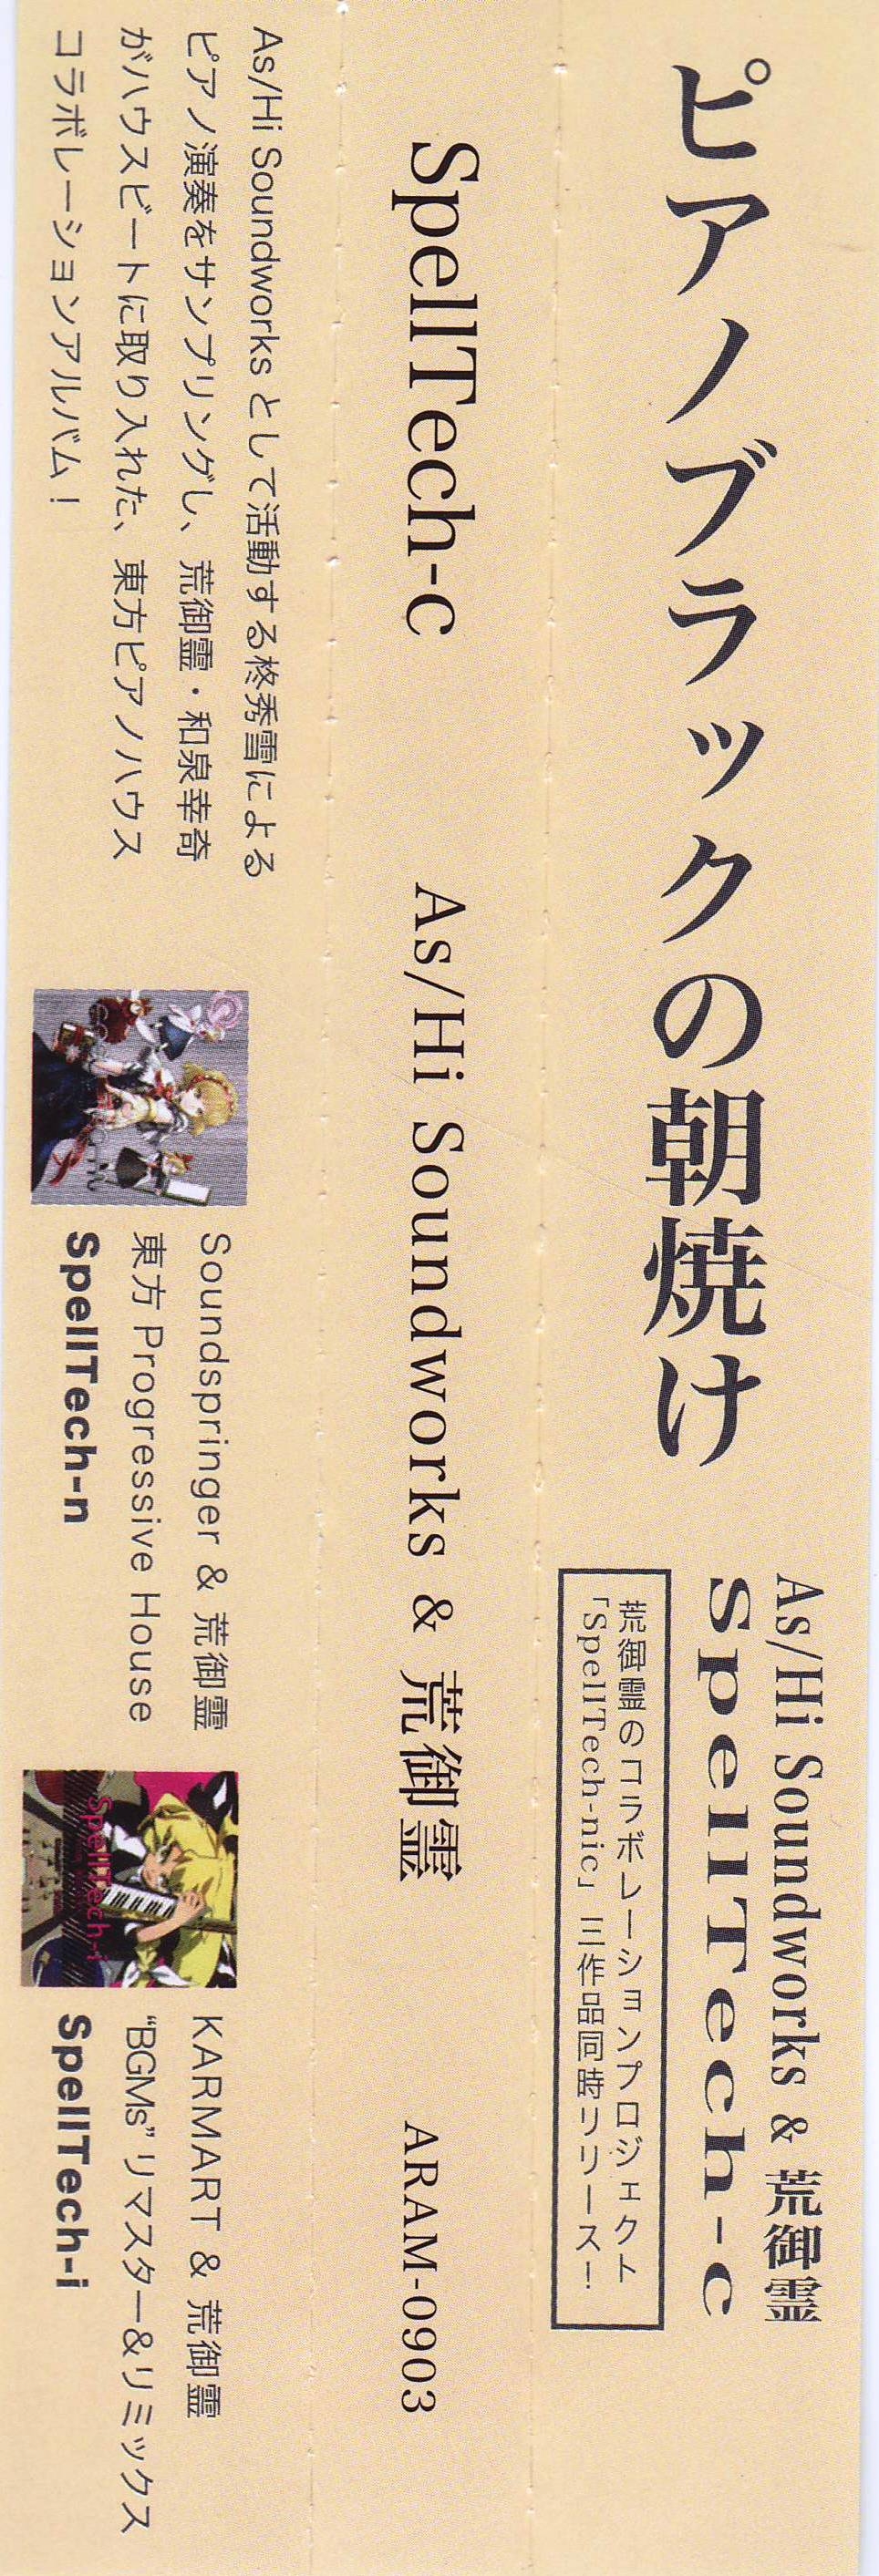 ピアノブラックの朝焼け
As/Hi Soundworks & 荒御霊
SpellTech-c
荒御霊のコラボレーションプロジェクト
「SpellTech-nic」三作品同時リリース！
SpellTech-c As/Hi Soundworks & 荒御霊 ARAM-0903
As/Hi Soundworks として活動する柊秀雪による
ピアノ演奏をサンプリングし、荒御霊・和泉幸奇
がハウスビートに取り入れた、東方ピアノハウス
コラボレーションアルバム！
Soundspringer & 荒御霊
東方 Progressive House
SpellTech-n
SpellTech-i
KARMART & 荒御霊
“BGMs” リマスター&リミックス
SpellTech-i